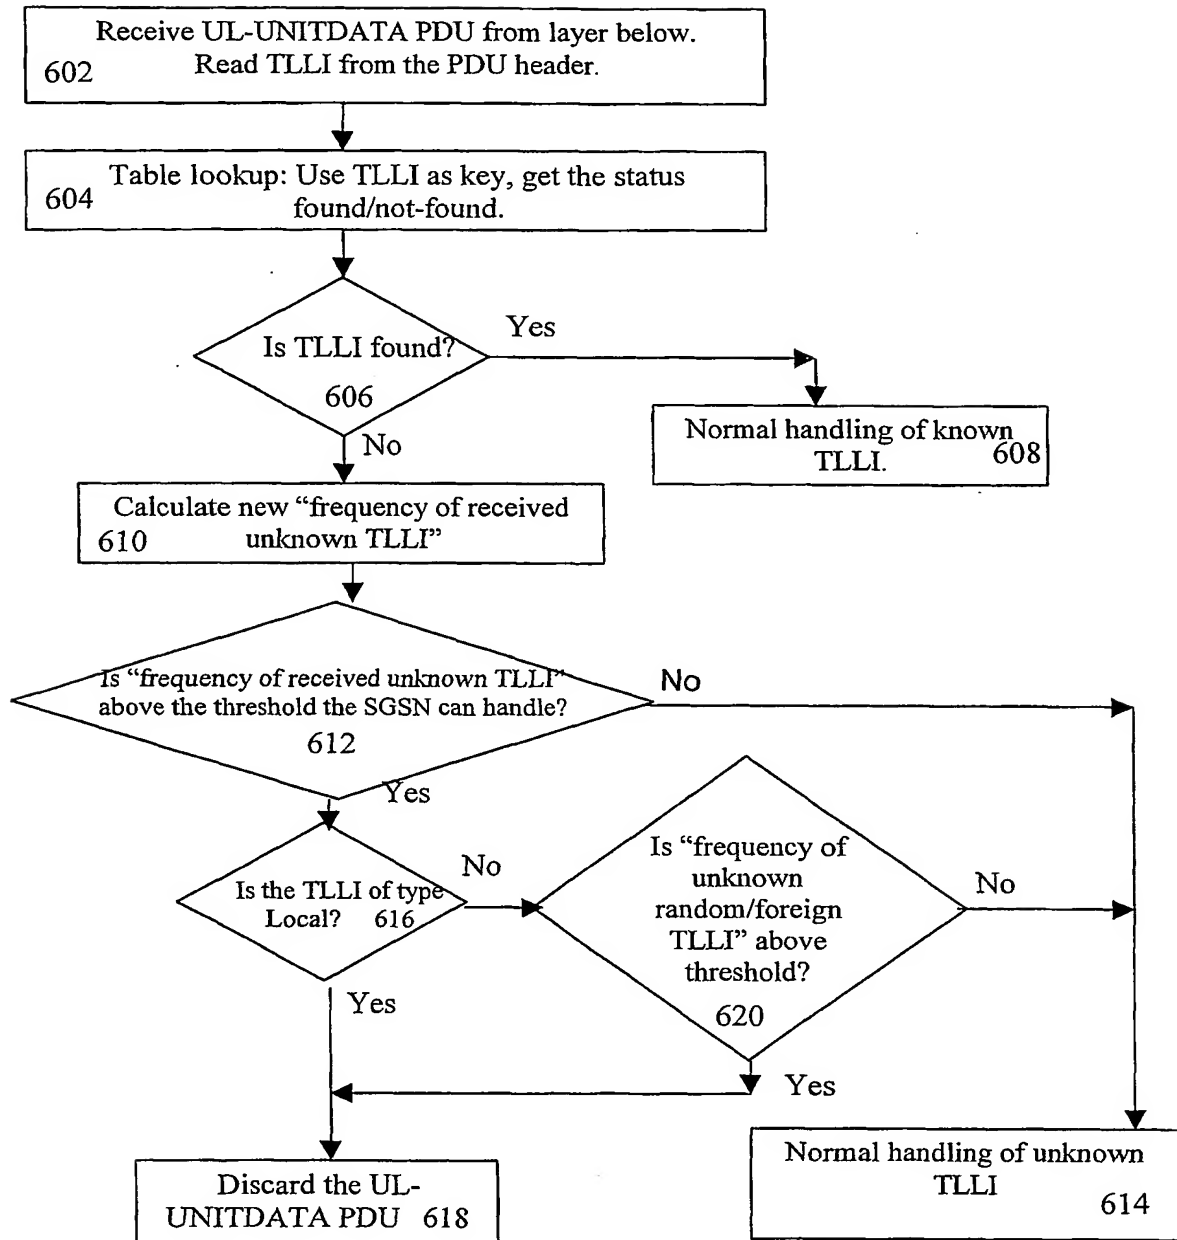 Receive UL-UNITDATA PDU from layer below.
602 Read TLLI from the PDU header.
Table lookup: Use TLLI as key, get the status
604 found/not-found.
Is TLLI found?
606
Yes
No
Normal handling of known
TLLI. 608
Calculate new “frequency of received
610 unknown TLLI”
Is “frequency of received unknown TLLI”
above the threshold the SGSN can handle?
612
No
Yes
Is the TLLI of type
Local? 616
No
Yes
Is “frequency of
unknown
random/foreign
TLLI” above
threshold?
620
No
Yes
Discard the UL-
UNITDATA PDU 618
Normal handling of unknown
TLLI
614